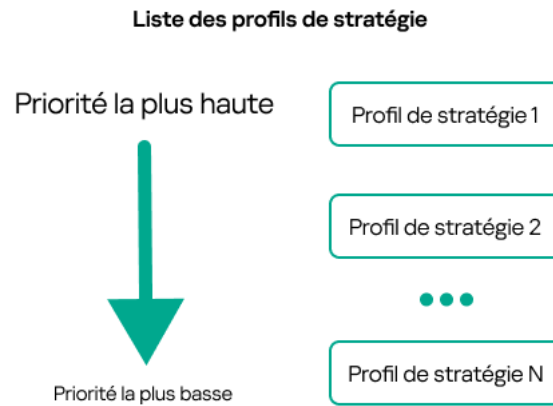 Liste des profils de stratégie
Priorité la plus haute
Profil de stratégie 1
Profil de stratégie 2
Profil de stratégie N
Priorité la plus basse